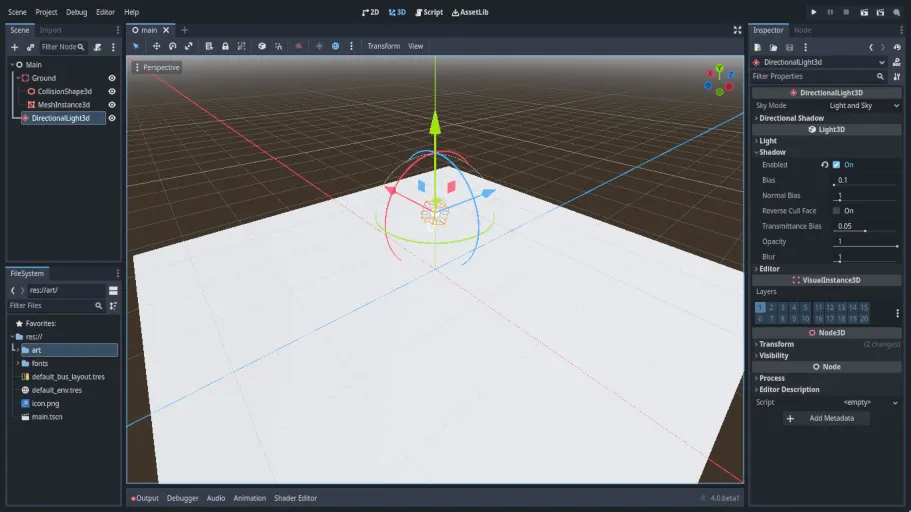 Scene Project Debug Editor Help
2D 3D Script AssetLib
Scene Import
Filter Node
Main
Ground
CollisionShape3d
MeshInstance3d
DirectionalLight3d
FileSystem
res://art/
Filter Files
Favorites:
res://
art
fonts
default_bus_layout.tres
default_env.tres
icon.png
main.tscn
main
Transform View
Perspective
Y
X
Z
Output Debugger Audio Animation Shader Editor
4.0.beta1
Inspector Node
DirectionalLight3d
Filter Properties
DirectionalLight3D
Sky Mode Light and Sky
Directional Shadow
Light3D
Light
Shadow
Enabled On
Bias 0.1
Normal Bias 1
Reverse Cull Face On
Transmittance Bias 0.05
Opacity 1
Blur 1
Editor
VisualInstance3D
Layers
1 2 3 4 5 11 12 13 14 15
6 7 8 9 10 16 17 18 19 20
Node3D
Transform (2 changes)
Visibility
Node
Process
Editor Description
Script <empty>
Add Metadata